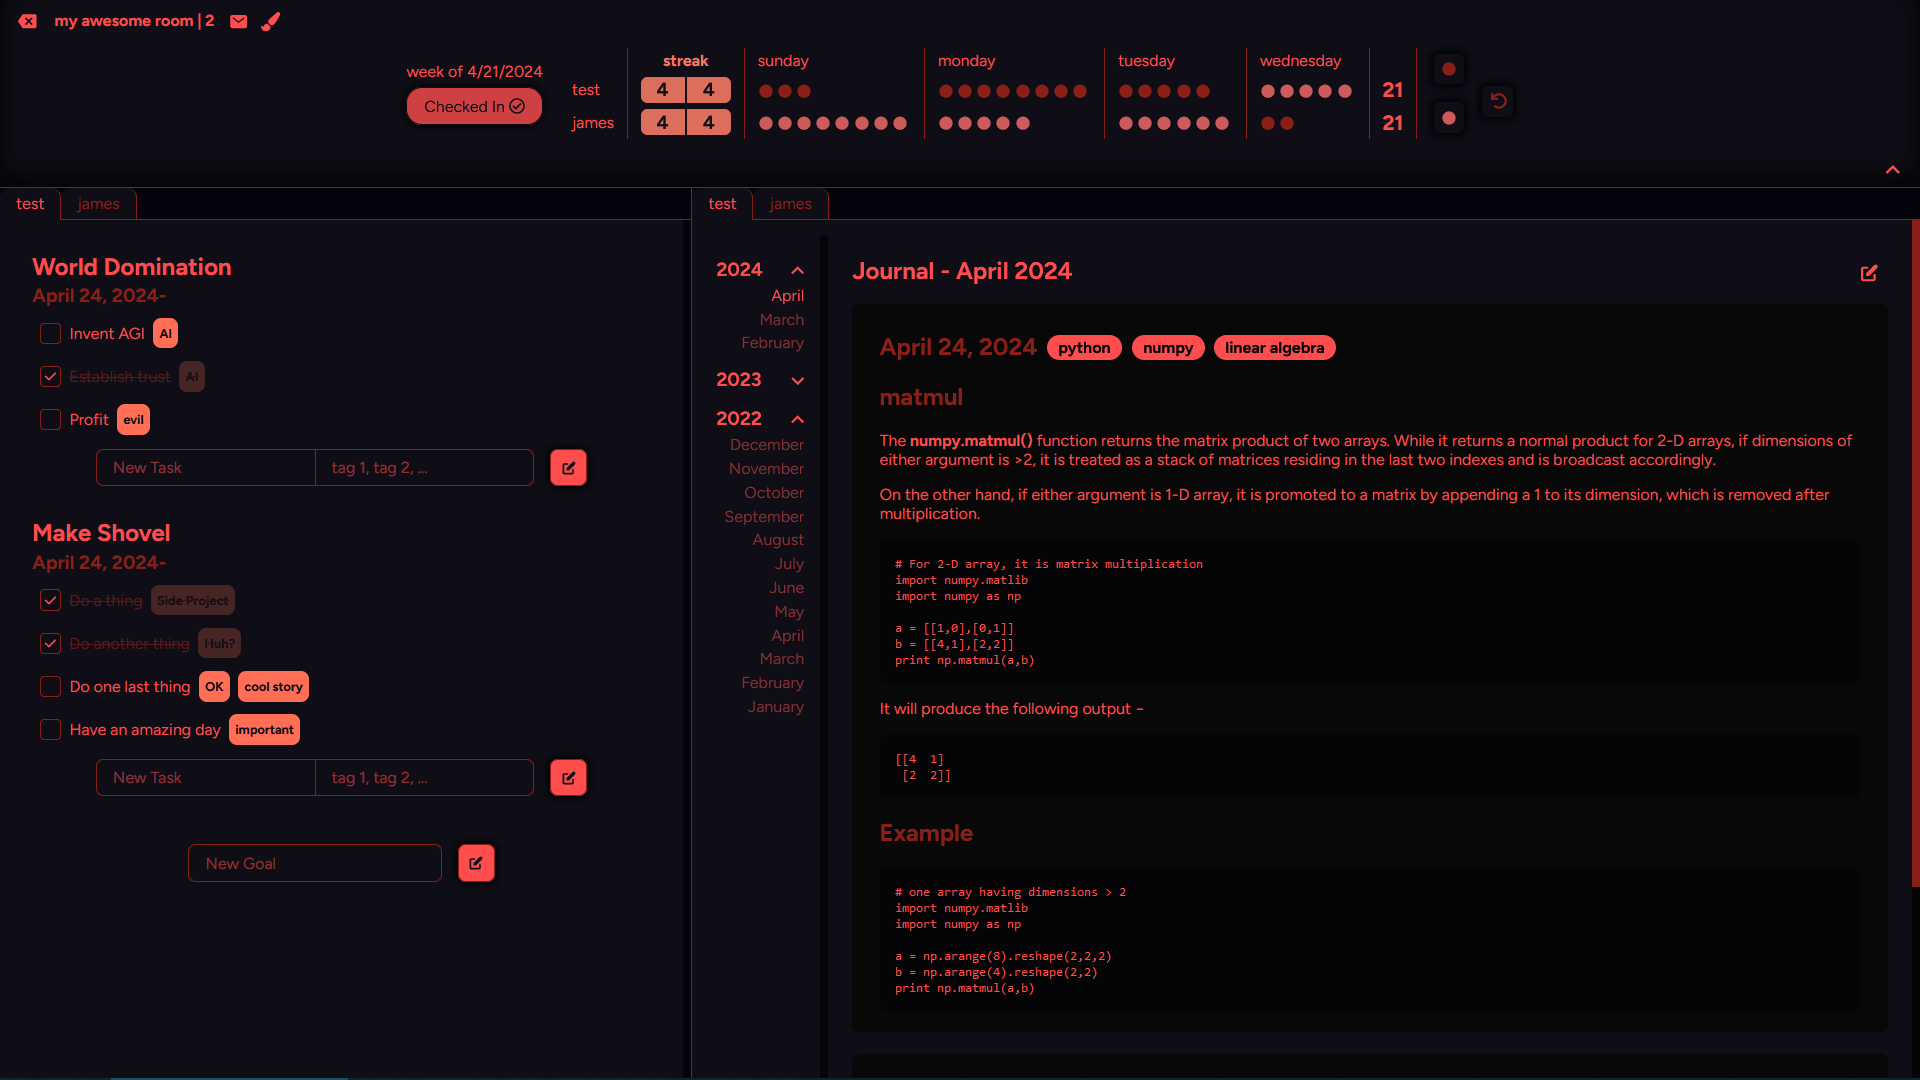 my awesome room | 2
week of 4/21/2024
Checked In
streak sunday monday tuesday wednesday
test 4 4 21
james 4 4 21
test james
World Domination
April 24, 2024-
Invent AGI AI
Establish trust AI
Profit evil
New Task tag 1, tag 2, ...
Make Shovel
April 24, 2024-
Do a thing Side Project
Do another thing Huh?
Do one last thing OK cool story
Have an amazing day important
New Task tag 1, tag 2, ...
New Goal
test james
2024
April
March
February
2023
2022
December
November
October
September
August
July
June
May
April
March
February
January
Journal - April 2024
April 24, 2024 python numpy linear algebra
matmul
The numpy.matmul() function returns the matrix product of two arrays. While it returns a normal product for 2-D arrays, if dimensions of
either argument is >2, it is treated as a stack of matrices residing in the last two indexes and is broadcast accordingly.
On the other hand, if either argument is 1-D array, it is promoted to a matrix by appending a 1 to its dimension, which is removed after
multiplication.
# For 2-D array, it is matrix multiplication
import numpy.matlib
import numpy as np
a = [[1,0],[0,1]]
b = [[4,1],[2,2]]
print np.matmul(a,b)
It will produce the following output −
[[4  1]
 [2  2]]
Example
# one array having dimensions > 2
import numpy.matlib
import numpy as np
a = np.arange(8).reshape(2,2,2)
b = np.arange(4).reshape(2,2)
print np.matmul(a,b)